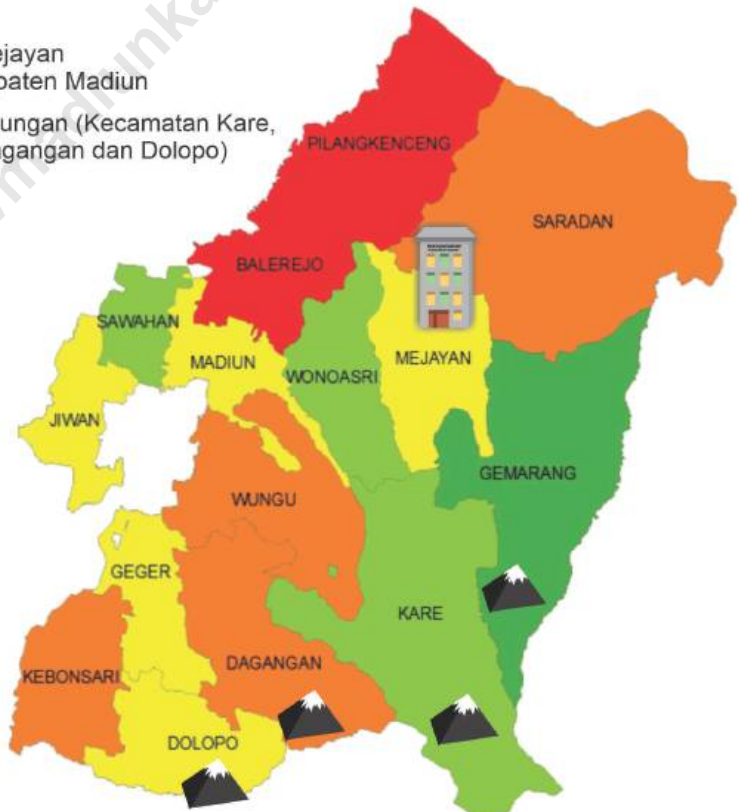 ejayan
paten Madiun
ungan (Kecamatan Kare,
gangan dan Dolopo)
PILANGKENCENG
SARADAN
BALEREJO
SAWAHAN
MADIUN
WONOASRI
MEJAYAN
JIWAN
GEMARANG
WUNGU
GEGER
KARE
DAGANGAN
KEBONSARI
DOLOPO